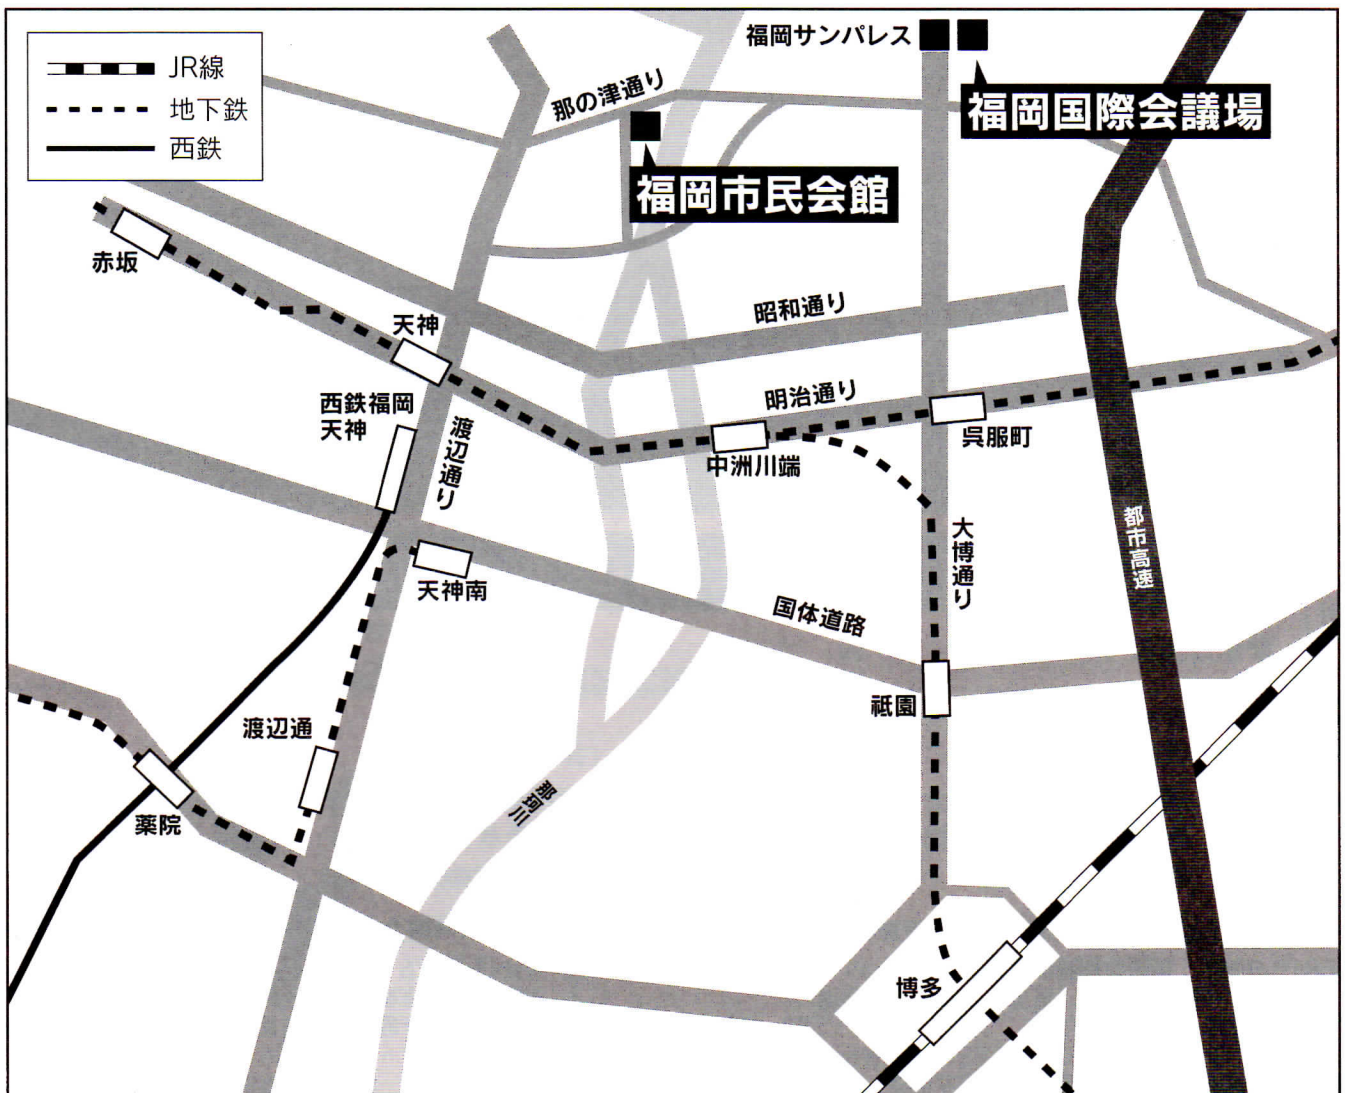 JR線
地下鉄
西鉄
福岡サンパレス
福岡国際会議場
那の津通り
福岡市民会館
赤坂
天神
昭和通り
明治通り
西鉄福岡
天神
渡辺通り
中洲川端
呉服町
大博通り
都市高速
天神南
国体道路
祇園
渡辺通
那珂川
薬院
博多